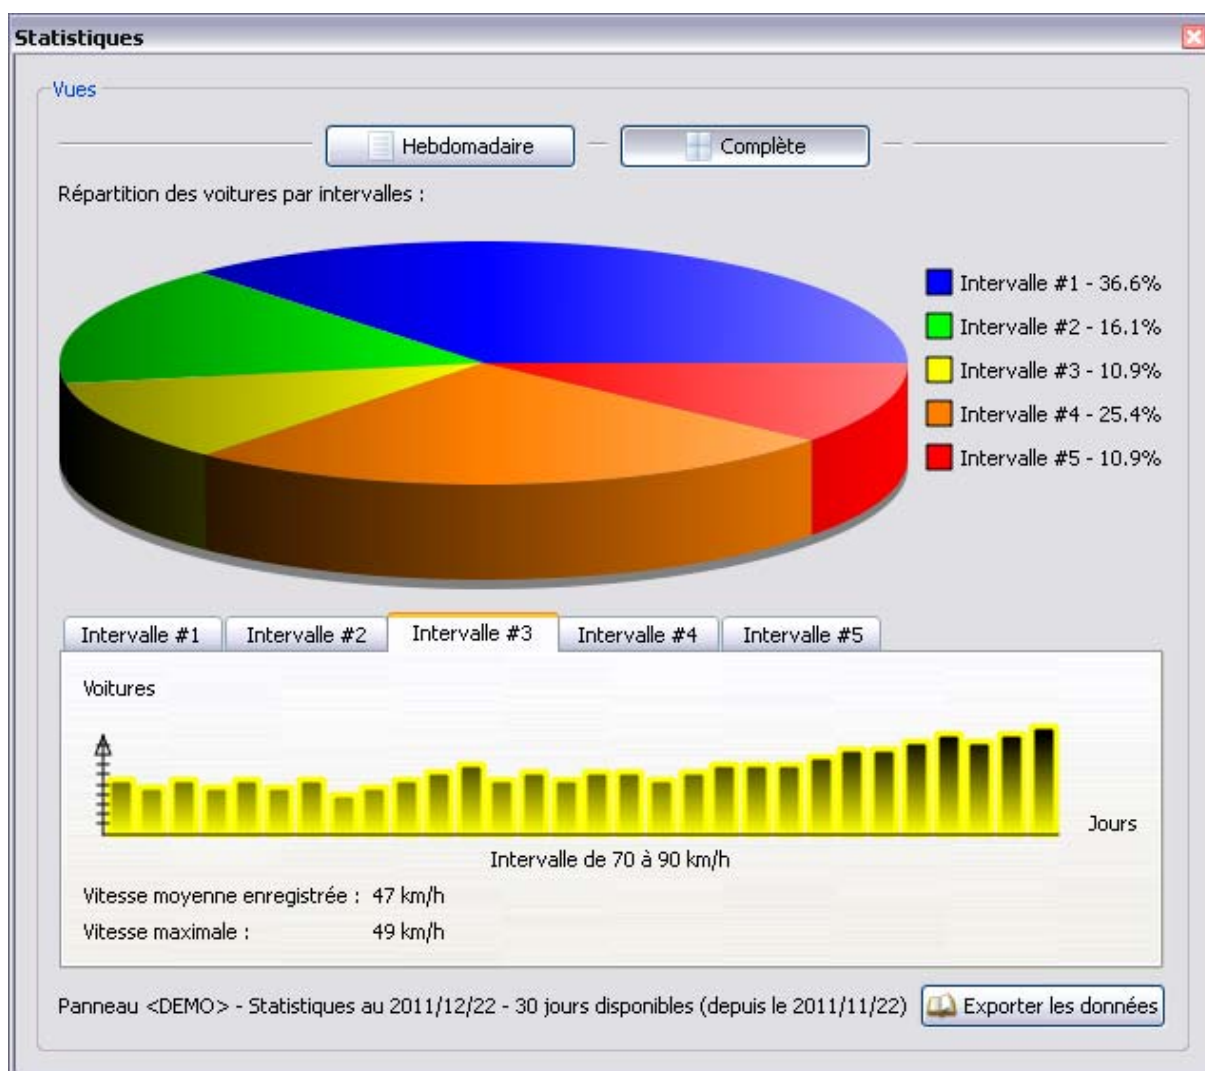 Statistiques
Vues
Hebdomadaire
Complète
Répartition des voitures par intervalles :
Intervalle #1 - 36.6%
Intervalle #2 - 16.1%
Intervalle #3 - 10.9%
Intervalle #4 - 25.4%
Intervalle #5 - 10.9%
Intervalle #1 Intervalle #2 Intervalle #3 Intervalle #4 Intervalle #5
Voitures
Jours
Intervalle de 70 à 90 km/h
Vitesse moyenne enregistrée : 47 km/h
Vitesse maximale : 49 km/h
Panneau <DEMO> - Statistiques au 2011/12/22 - 30 jours disponibles (depuis le 2011/11/22) Exporter les données